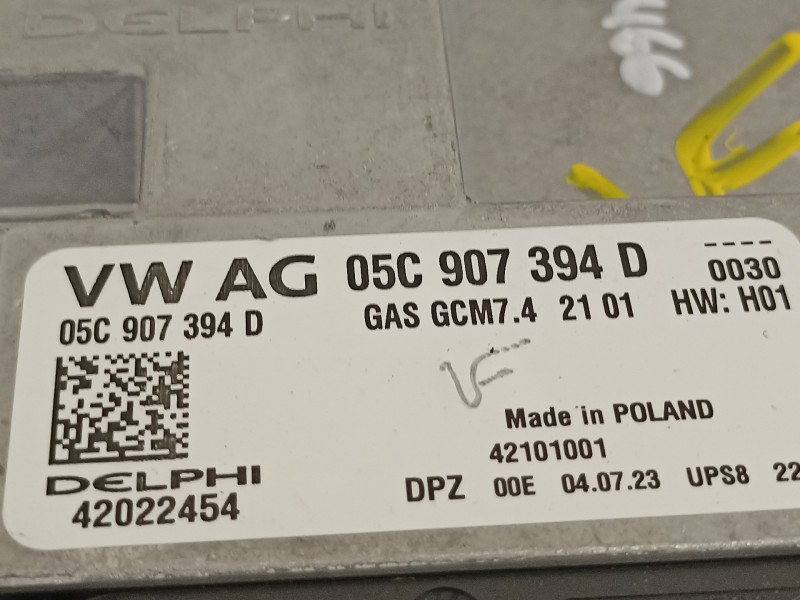 DELPHI
VW AG 05C 907 394 D ----
0030
05C 907 394 D GAS GCM7.4 21 01 HW: H01
Made in POLAND
42101001
DELPHI
DPZ 00E 04.07.23 UPS8 22
42022454